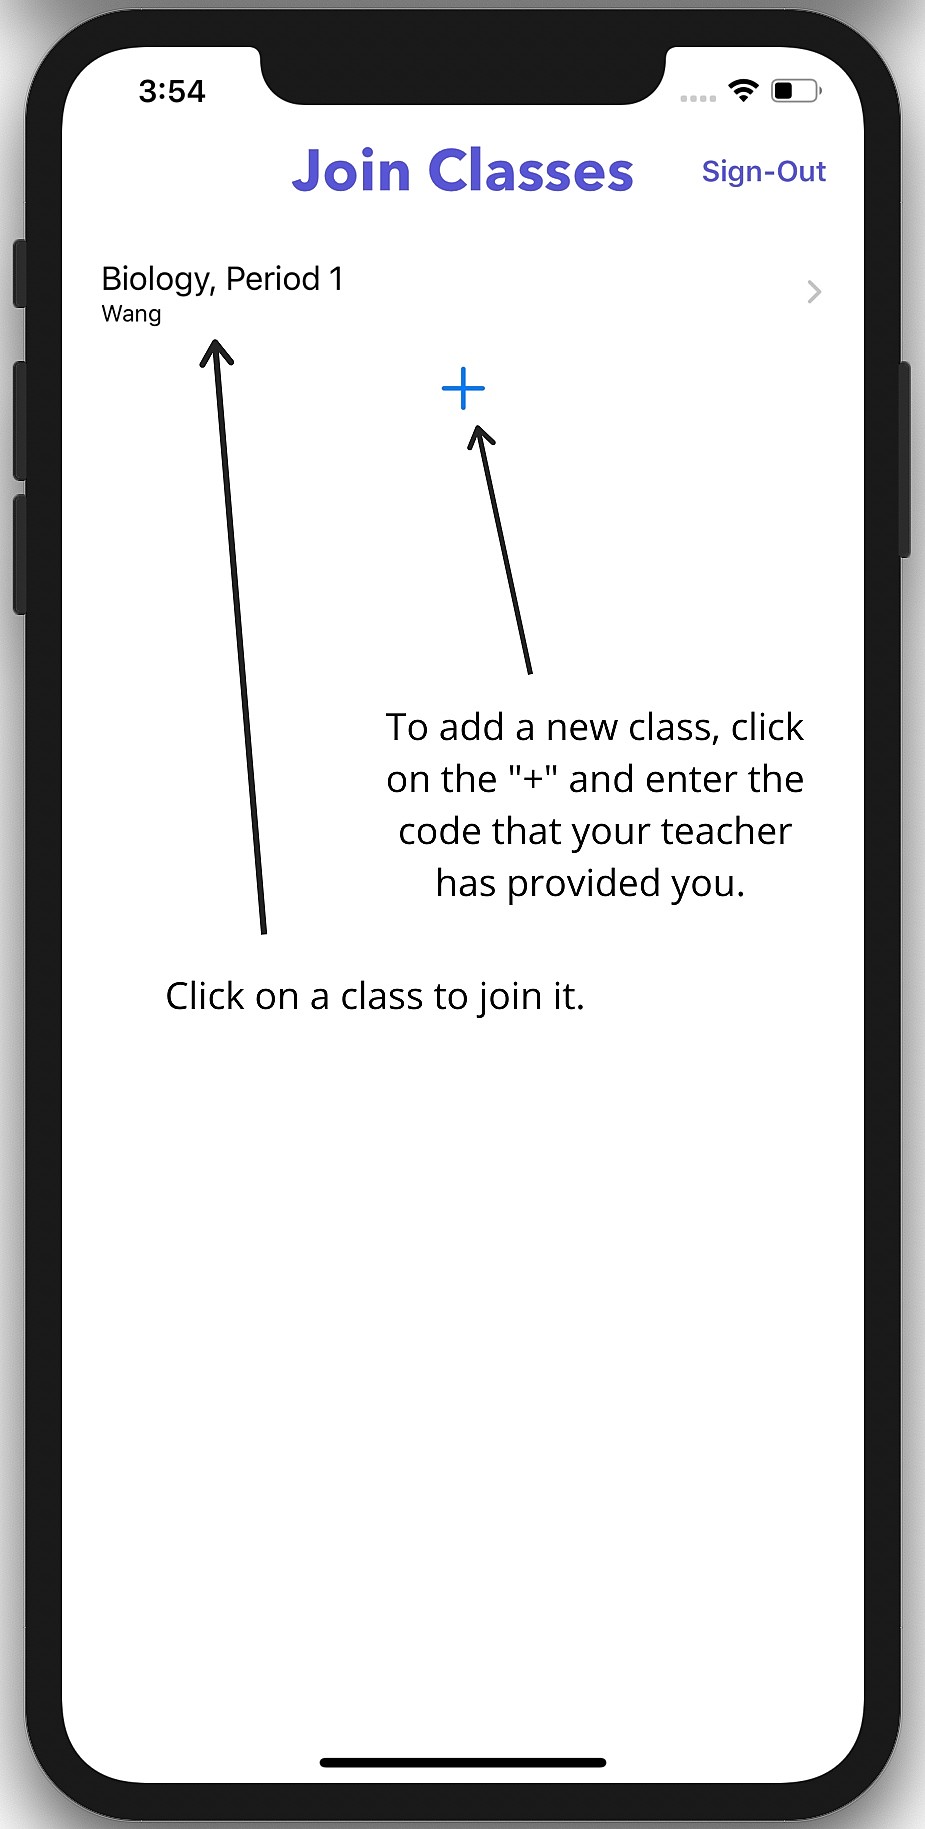 3:54
Join Classes
Sign-Out
Biology, Period 1
Wang
To add a new class, click
on the "+" and enter the
code that your teacher
has provided you.
Click on a class to join it.